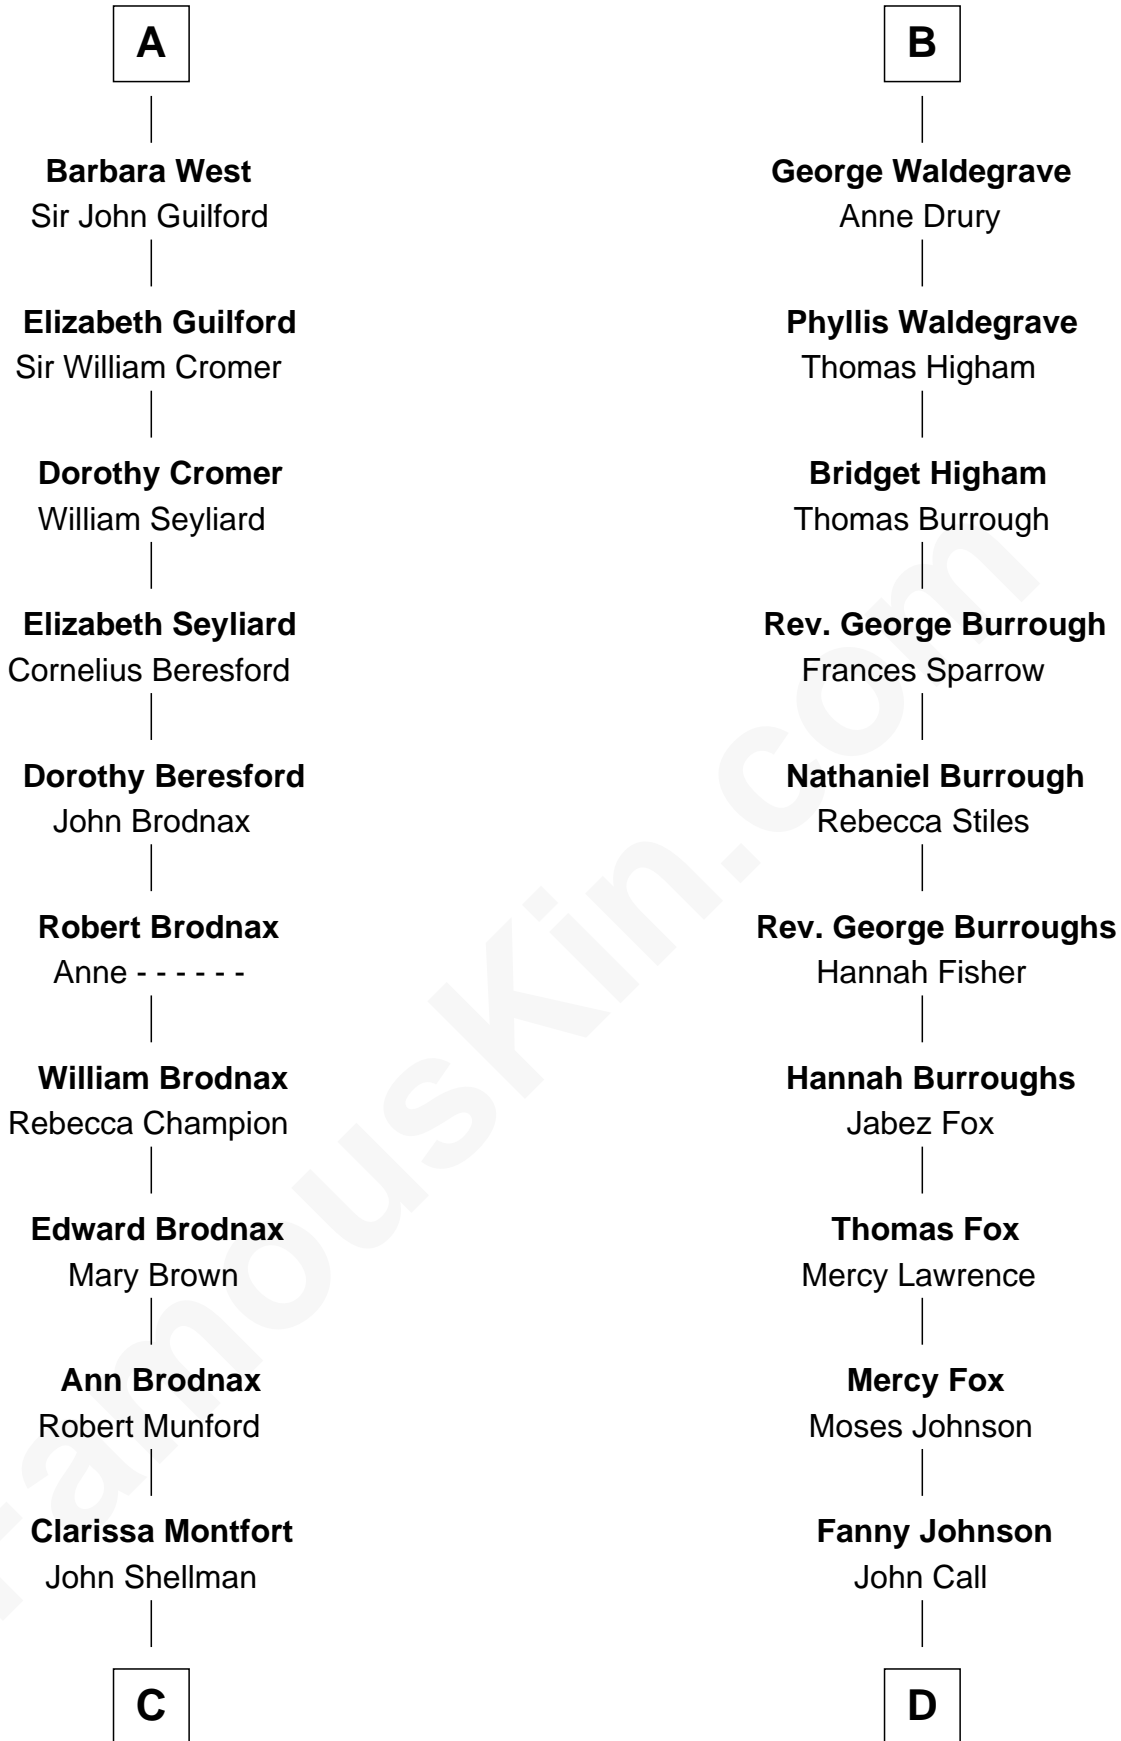 A
Barbara West
Sir John Guilford
Elizabeth Guilford
Sir William Cromer
Dorothy Cromer
William Seyliard
Elizabeth Seyliard
Cornelius Beresford
Dorothy Beresford
John Brodnax
Robert Brodnax
Anne - - - - - -
William Brodnax
Rebecca Champion
Edward Brodnax
Mary Brown
Ann Brodnax
Robert Munford
Clarissa Montfort
John Shellman
C
B
George Waldegrave
Anne Drury
Phyllis Waldegrave
Thomas Higham
Bridget Higham
Thomas Burrough
Rev. George Burrough
Frances Sparrow
Nathaniel Burrough
Rebecca Stiles
Rev. George Burroughs
Hannah Fisher
Hannah Burroughs
Jabez Fox
Thomas Fox
Mercy Lawrence
Mercy Fox
Moses Johnson
Fanny Johnson
John Call
D
FamousKin.com